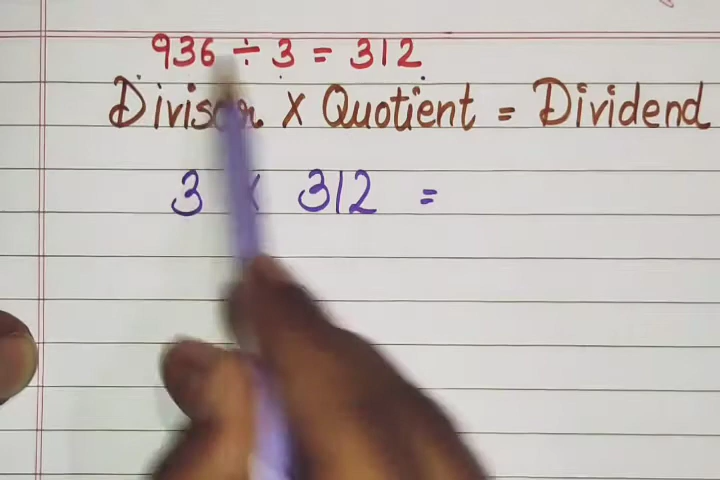 936 ÷ 3 = 312
Divisor X Quotient = Dividend
3 X 312 =